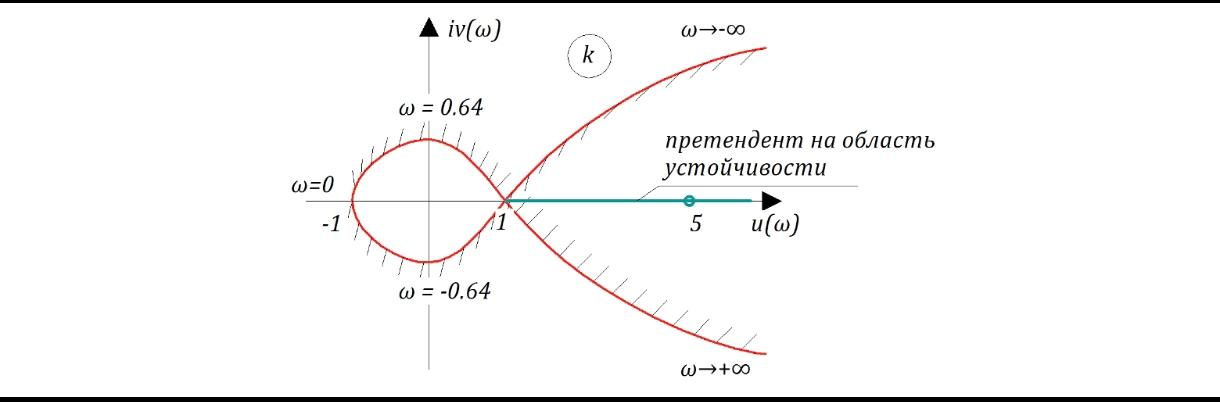 iv(ω)
k
ω→-∞
ω = 0.64
претендент на область
устойчивости
ω=0
-1
1
5
u(ω)
ω = -0.64
ω→+∞